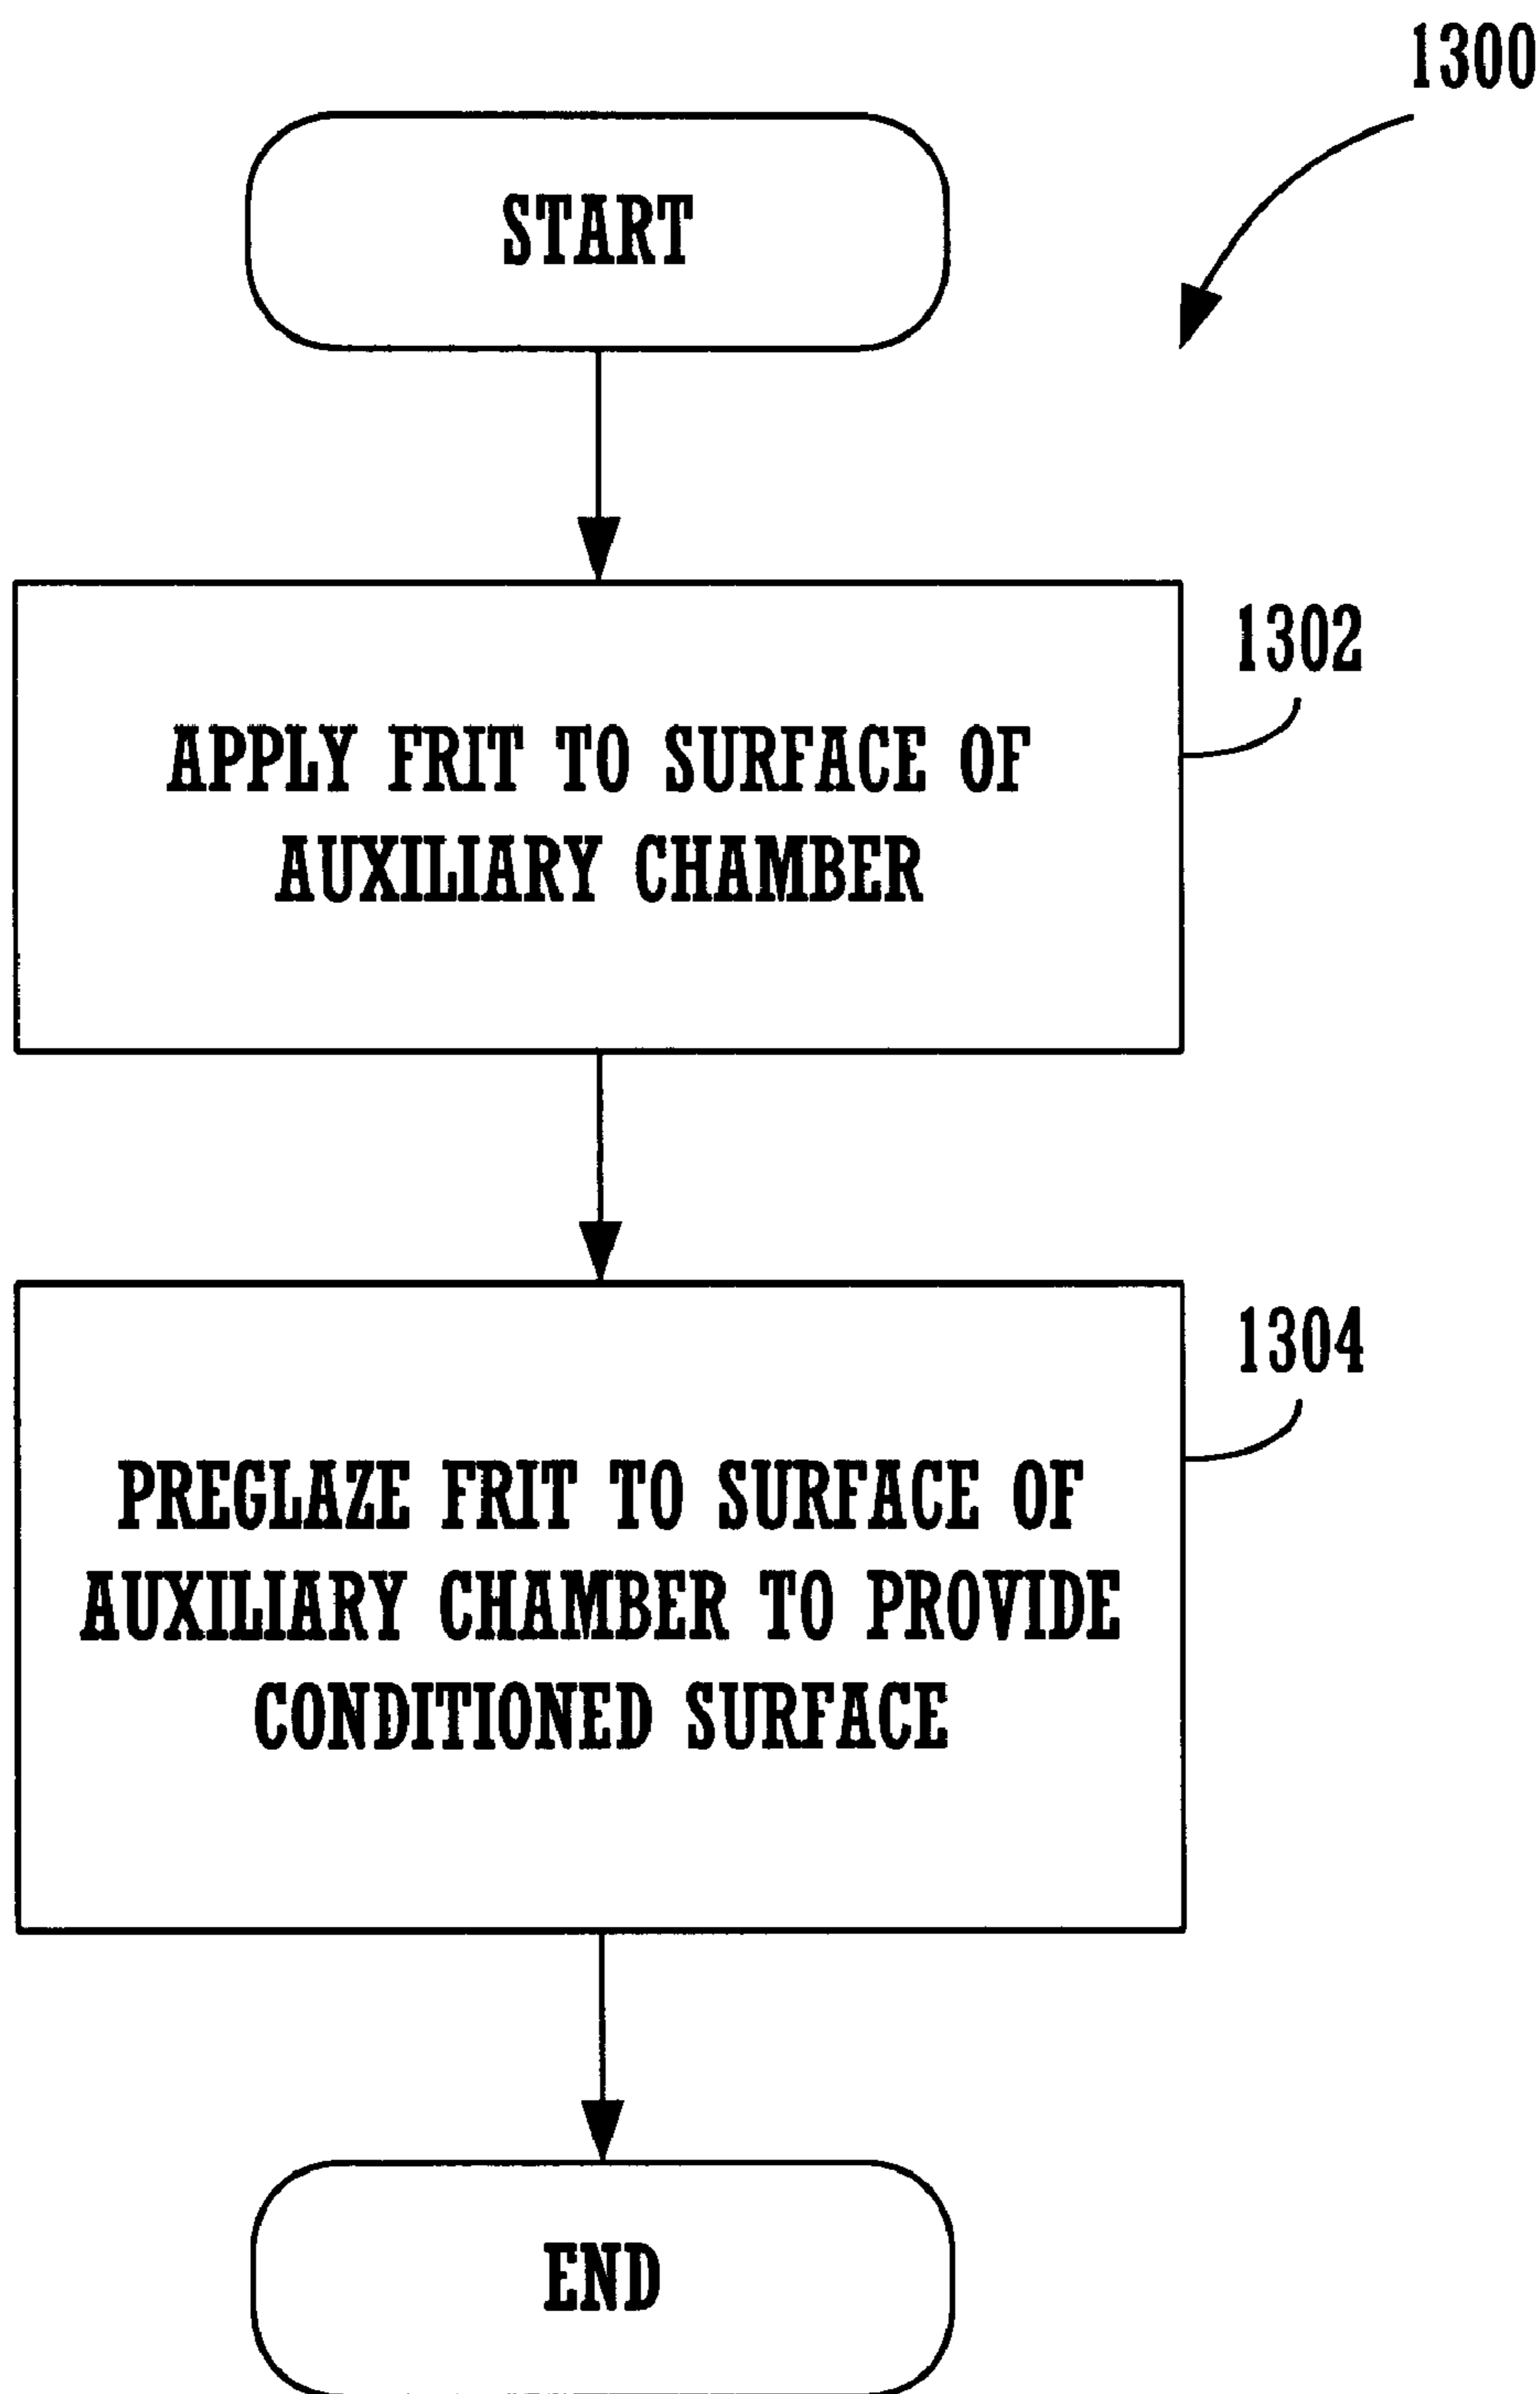 1300
START
1302
APPLY FRIT TO SURFACE OF
AUXILIARY CHAMBER
1304
PREGLAZE FRIT TO SURFACE OF
AUXILIARY CHAMBER TO PROVIDE
CONDITIONED SURFACE
END